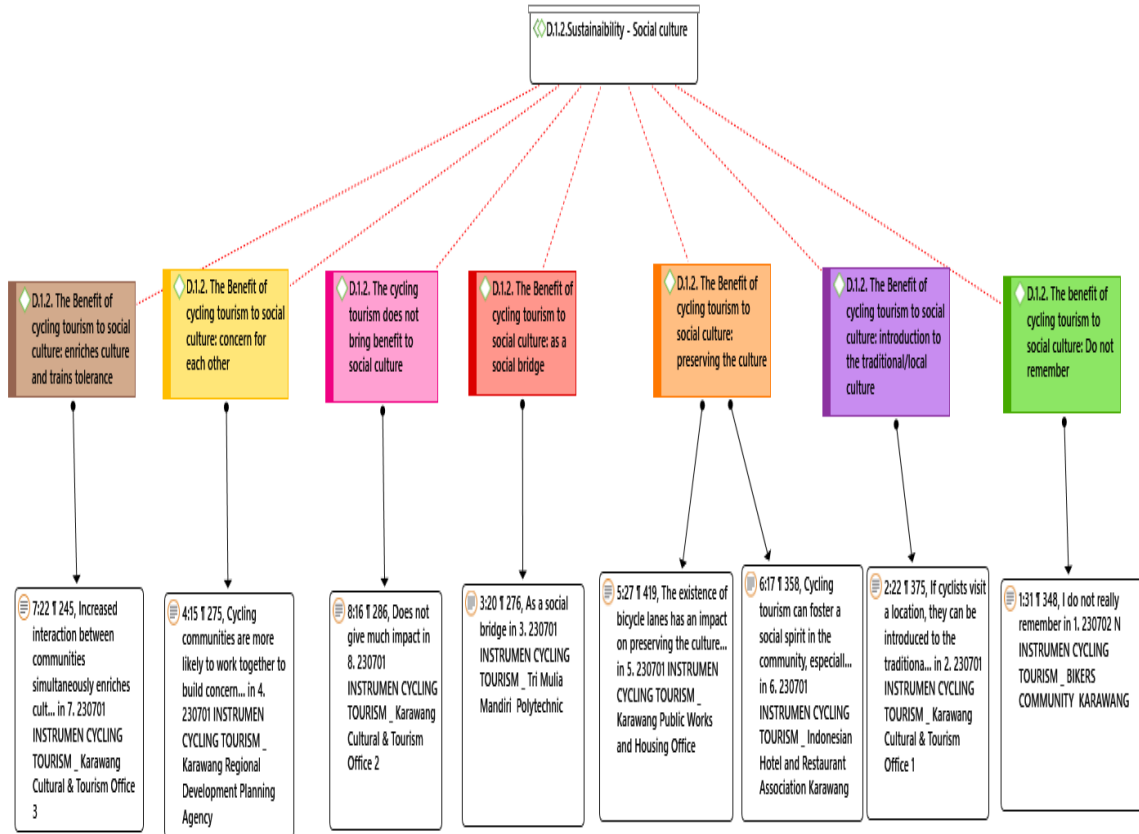 D.1.2.Sustainaibility - Social culture
D.1.2. The Benefit of
cycling tourism to social
culture: enriches culture
and trains tolerance
D.1.2. The Benefit of
cycling tourism to social
culture: concern for
each other
D.1.2. The cycling
tourism does not
bring benefit to
social culture
D.1.2. The Benefit of
cycling tourism to
social culture: as a
social bridge
D.1.2. The Benefit of
cycling tourism to
social culture:
preserving the culture
D.1.2. The Benefit of
cycling tourism to social
culture: introduction to
the traditional/local
culture
D.1.2. The benefit of
cycling tourism to
social culture: Do not
remember
7:22 ¶ 245, Increased
interaction between
communities
simultaneously enriches
cult... in 7. 230701
INSTRUMEN CYCLING
TOURISM _ Karawang
Cultural & Tourism Office
3
4:15 ¶ 275, Cycling
communities are more
likely to work together to
build concern... in 4.
230701 INSTRUMEN
CYCLING TOURISM _
Karawang Regional
Development Planning
Agency
8:16 ¶ 286, Does not
give much impact in
8. 230701
INSTRUMEN CYCLING
TOURISM _ Karawang
Cultural & Tourism
Office 2
3:20 ¶ 276, As a social
bridge in 3. 230701
INSTRUMEN CYCLING
TOURISM _ Tri Mulia
Mandiri Polytechnic
5:27 ¶ 419, The existence of
bicycle lanes has an impact
on preserving the culture...
in 5. 230701 INSTRUMEN
CYCLING TOURISM _
Karawang Public Works
and Housing Office
6:17 ¶ 358, Cycling
tourism can foster a
social spirit in the
community, especiall...
in 6. 230701
INSTRUMEN CYCLING
TOURISM _ Indonesian
Hotel and Restaurant
Association Karawang
2:22 ¶ 375, If cyclists visit
a location, they can be
introduced to the
traditiona... in 2. 230701
INSTRUMEN CYCLING
TOURISM _ Karawang
Cultural & Tourism
Office 1
1:31 ¶ 348, I do not really
remember in 1. 230702 N
INSTRUMEN CYCLING
TOURISM _ BIKERS
COMMUNITY KARAWANG